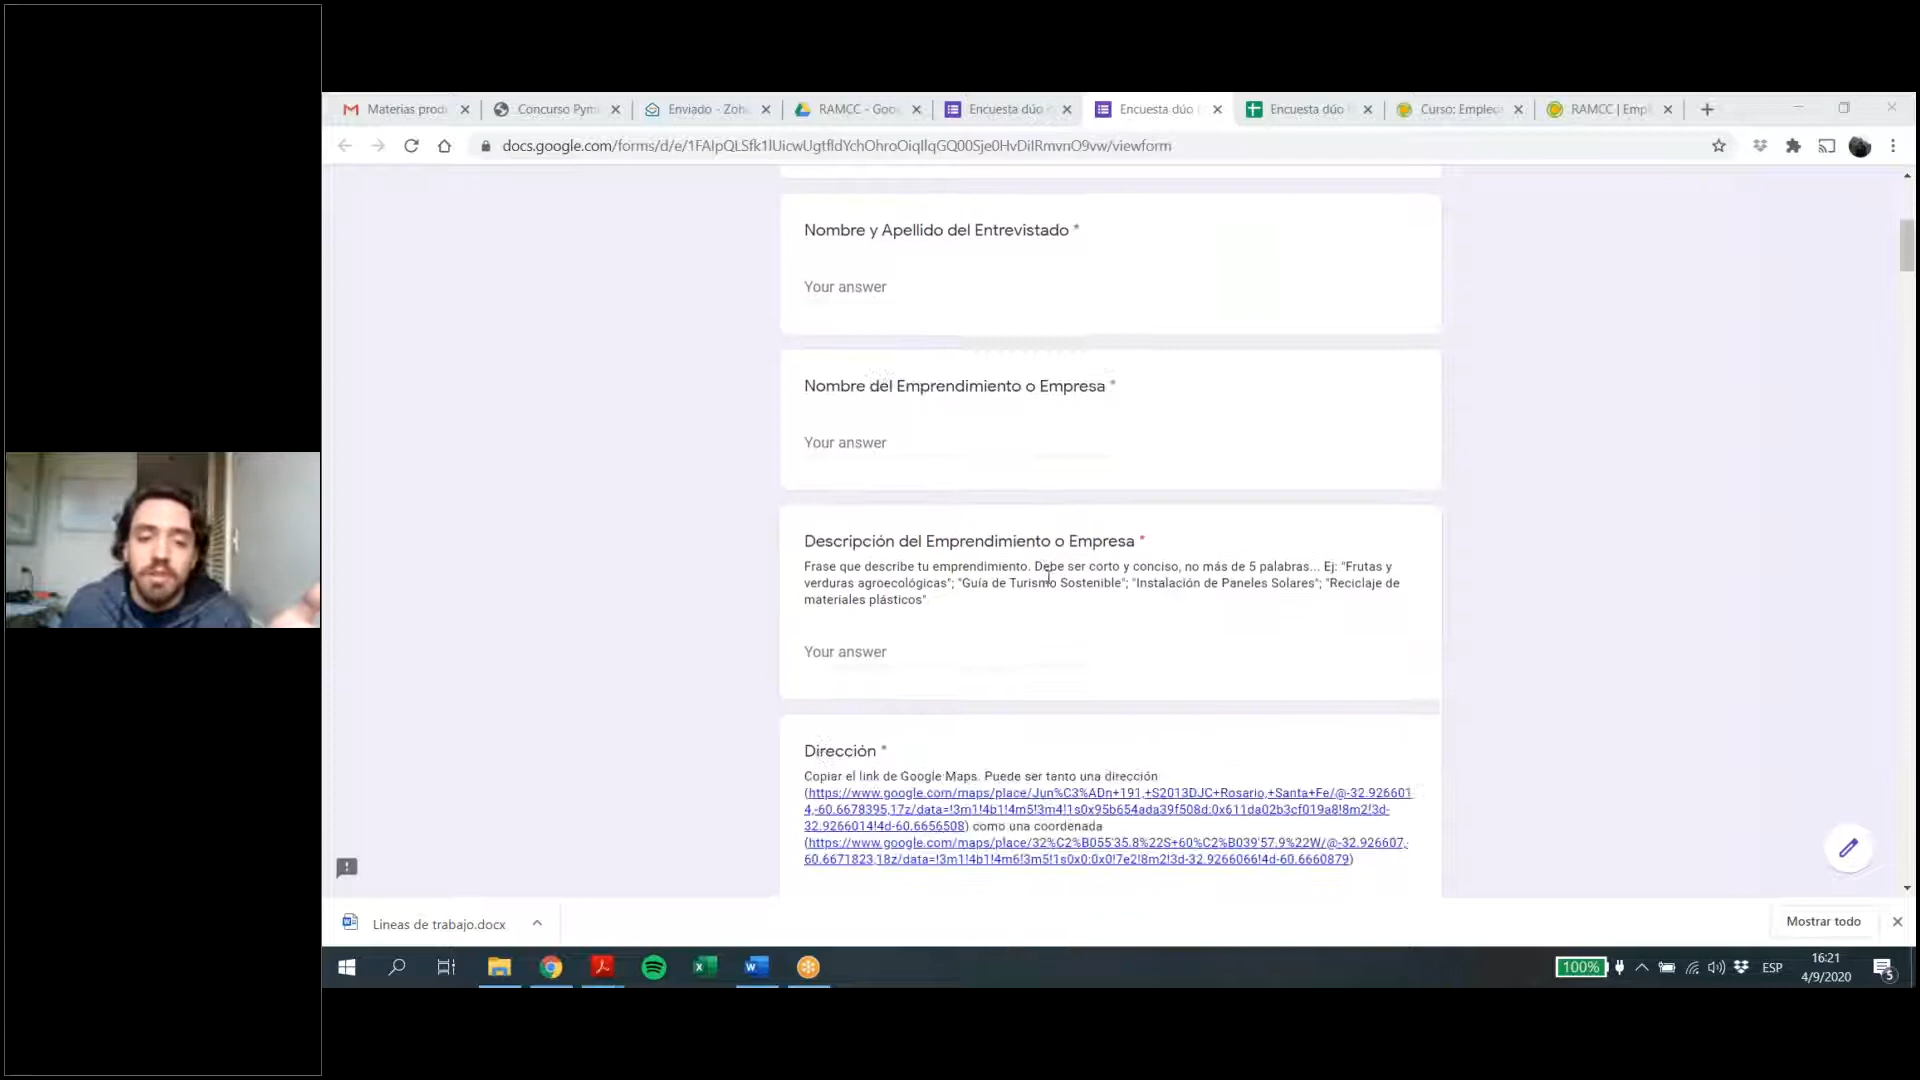 Materias prod
Concurso Pym
Enviado - Zoh
RAMCC - Goo
Encuesta dúo
Encuesta dúo
Encuesta dúo
Curso: Emplec
RAMCC | Empl
docs.google.com/forms/d/e/1FAIpQLSfk1lUicwUgtfldYchOhroOiqIlqGQ00Sje0HvDiIRmvnO9vw/viewform
Nombre y Apellido del Entrevistado *
Your answer
Nombre del Emprendimiento o Empresa *
Your answer
Descripción del Emprendimiento o Empresa *
Frase que describe tu emprendimiento. Debe ser corto y conciso, no más de 5 palabras... Ej: "Frutas y
verduras agroecológicas"; "Guía de Turismo Sostenible"; "Instalación de Paneles Solares"; "Reciclaje de
materiales plásticos"
Your answer
Dirección *
Copiar el link de Google Maps. Puede ser tanto una dirección
(https://www.google.com/maps/place/Jun%C3%ADn+191,+S2013DJC+Rosario,+Santa+Fe/@-32.926601
4,-60.6678395,17z/data=!3m1!4b1!4m5!3m4!1s0x95b654ada39f508d:0x611da02b3cf019a8!8m2!3d-
32.9266014!4d-60.6656508) como una coordenada
(https://www.google.com/maps/place/32%C2%B055'35.8%22S+60%C2%B039'57.9%22W/@-32.926607,-
60.6671823,18z/data=!3m1!4b1!4m6!3m5!1s0x0:0x0!7e2!8m2!3d-32.9266066!4d-60.6660879)
Lineas de trabajo.docx
Mostrar todo
100%
ESP
16:21
4/9/2020
5